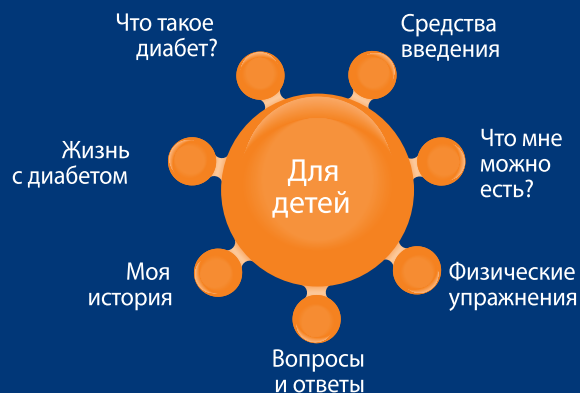 Что такое
диабет?
Средства
введения
Жизнь
с диабетом
Для
детей
Что мне
можно
есть?
Моя
история
Физические
упражнения
Вопросы
и ответы